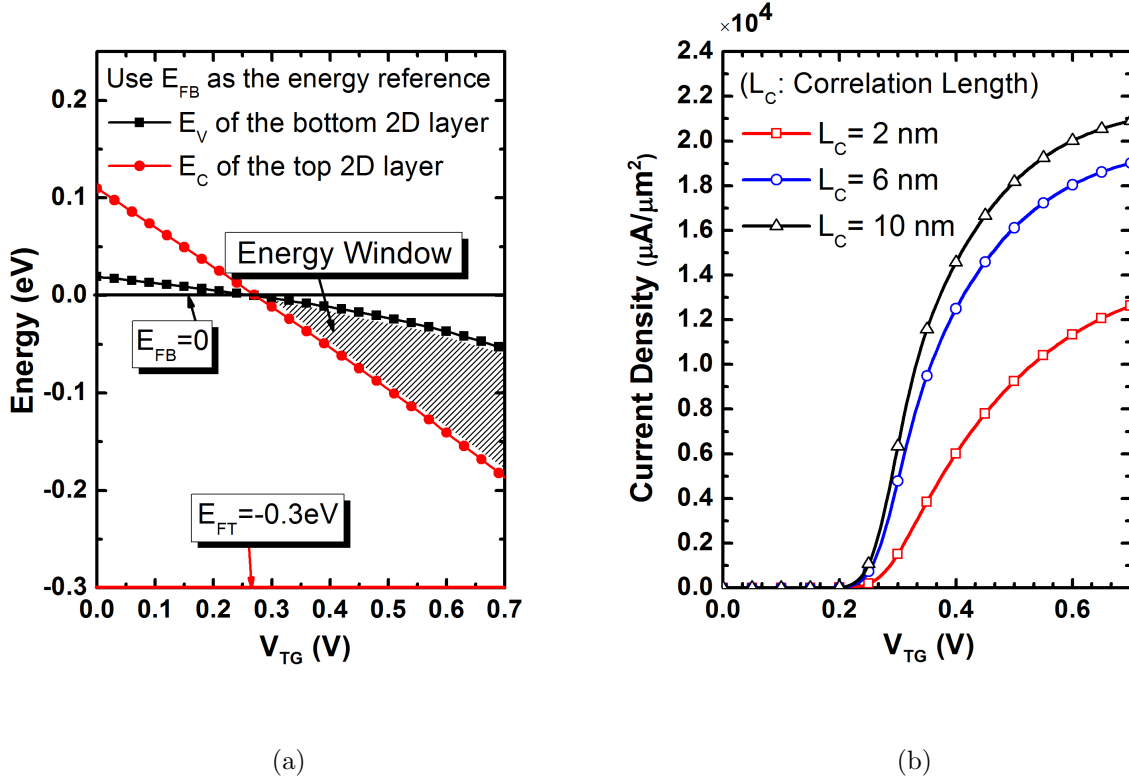 Use E_FB as the energy reference
E_V of the bottom 2D layer
E_C of the top 2D layer
Energy Window
E_FB=0
E_FT=-0.3eV
Energy (eV)
0.2
0.1
0.0
-0.1
-0.2
-0.3
0.0 0.1 0.2 0.3 0.4 0.5 0.6 0.7
V_TG (V)
(a)
×10^4
(L_C: Correlation Length)
L_C= 2 nm
L_C= 6 nm
L_C= 10 nm
Current Density (μA/μm²)
2.4
2.2
2.0
1.8
1.6
1.4
1.2
1.0
0.8
0.6
0.4
0.2
0.0
0.0 0.2 0.4 0.6
V_TG (V)
(b)